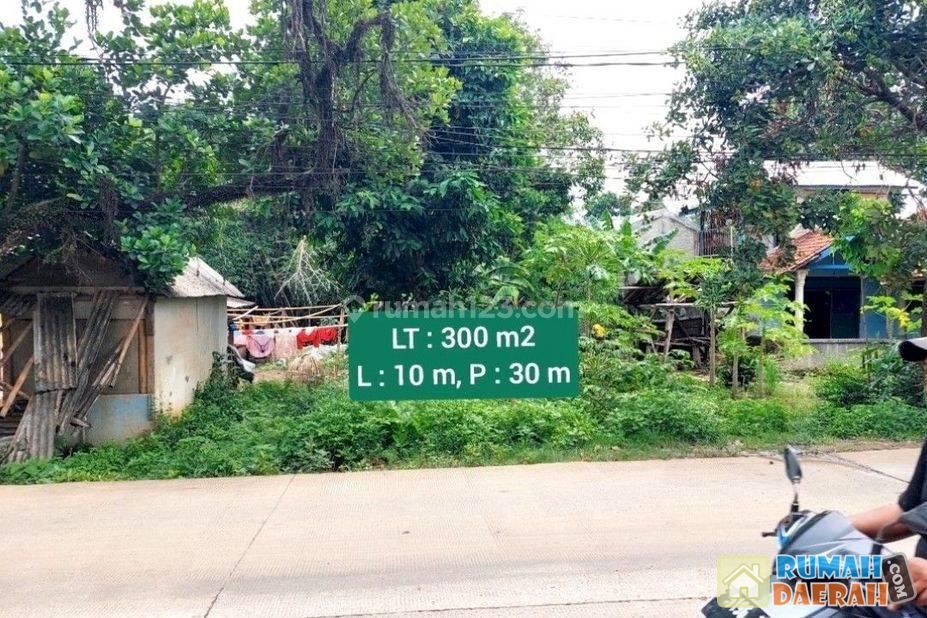 rumah123.com
LT : 300 m2
L : 10 m, P : 30 m
RUMAH
DAERAH
.COM